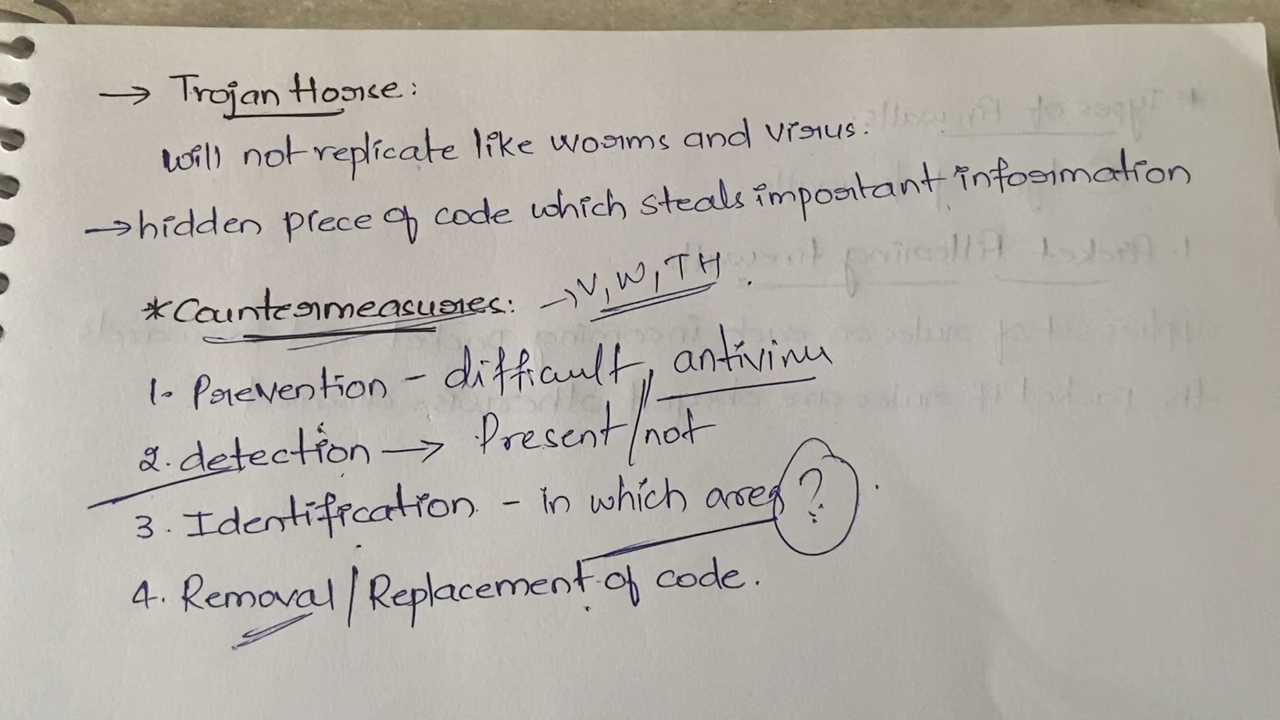 → Trojan Horse:
will not replicate like worms and virus.
→ hidden piece of code which steals important information
* Countermeasures: → V, W, TH.
1. Prevention - difficult, antiviru
2. detection → Present/not
3. Identification - in which area ?
4. Removal / Replacement of code.